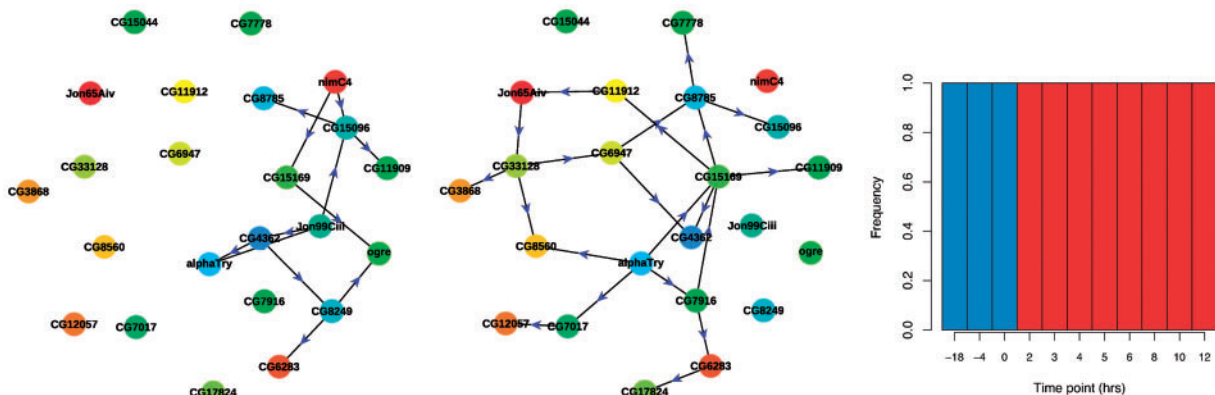 CG15044
CG7778
nimC4
Jon65Aiv
CG11912
CG8785
CG15096
CG6947
CG33128
CG11909
CG15169
CG3868
Jon99Ciii
CG4362
CG8560
ogre
alphaTry
CG7916
CG8249
CG12057
CG7017
CG6283
CG17824
CG15044
CG7778
nimC4
Jon65Aiv
CG11912
CG8785
CG15096
CG6947
CG33128
CG11909
CG15169
CG3868
Jon99Ciii
CG4362
CG8560
ogre
alphaTry
CG7916
CG8249
CG12057
CG7017
CG6283
CG17824
Frequency
1.0
0.8
0.6
0.4
0.2
0.0
−18 −4 0 2 3 4 5 6 8 10 12
Time point (hrs)